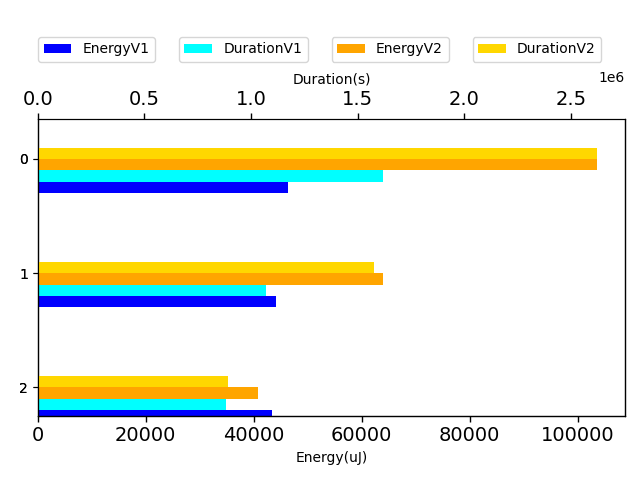 EnergyV1 DurationV1 EnergyV2 DurationV2
Duration(s) 1e6
0.0 0.5 1.0 1.5 2.0 2.5
0
1
2
0 20000 40000 60000 80000 100000
Energy(uJ)